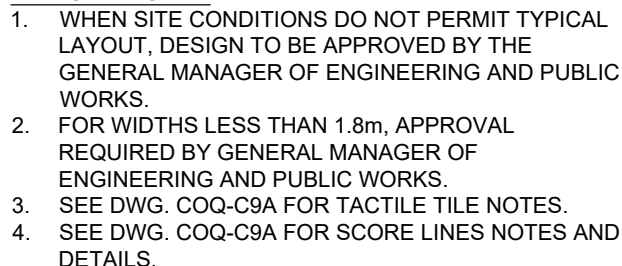 1. WHEN SITE CONDITIONS DO NOT PERMIT TYPICAL
LAYOUT, DESIGN TO BE APPROVED BY THE
GENERAL MANAGER OF ENGINEERING AND PUBLIC
WORKS.
2. FOR WIDTHS LESS THAN 1.8m, APPROVAL
REQUIRED BY GENERAL MANAGER OF
ENGINEERING AND PUBLIC WORKS.
3. SEE DWG. COQ-C9A FOR TACTILE TILE NOTES.
4. SEE DWG. COQ-C9A FOR SCORE LINES NOTES AND
DETAILS.